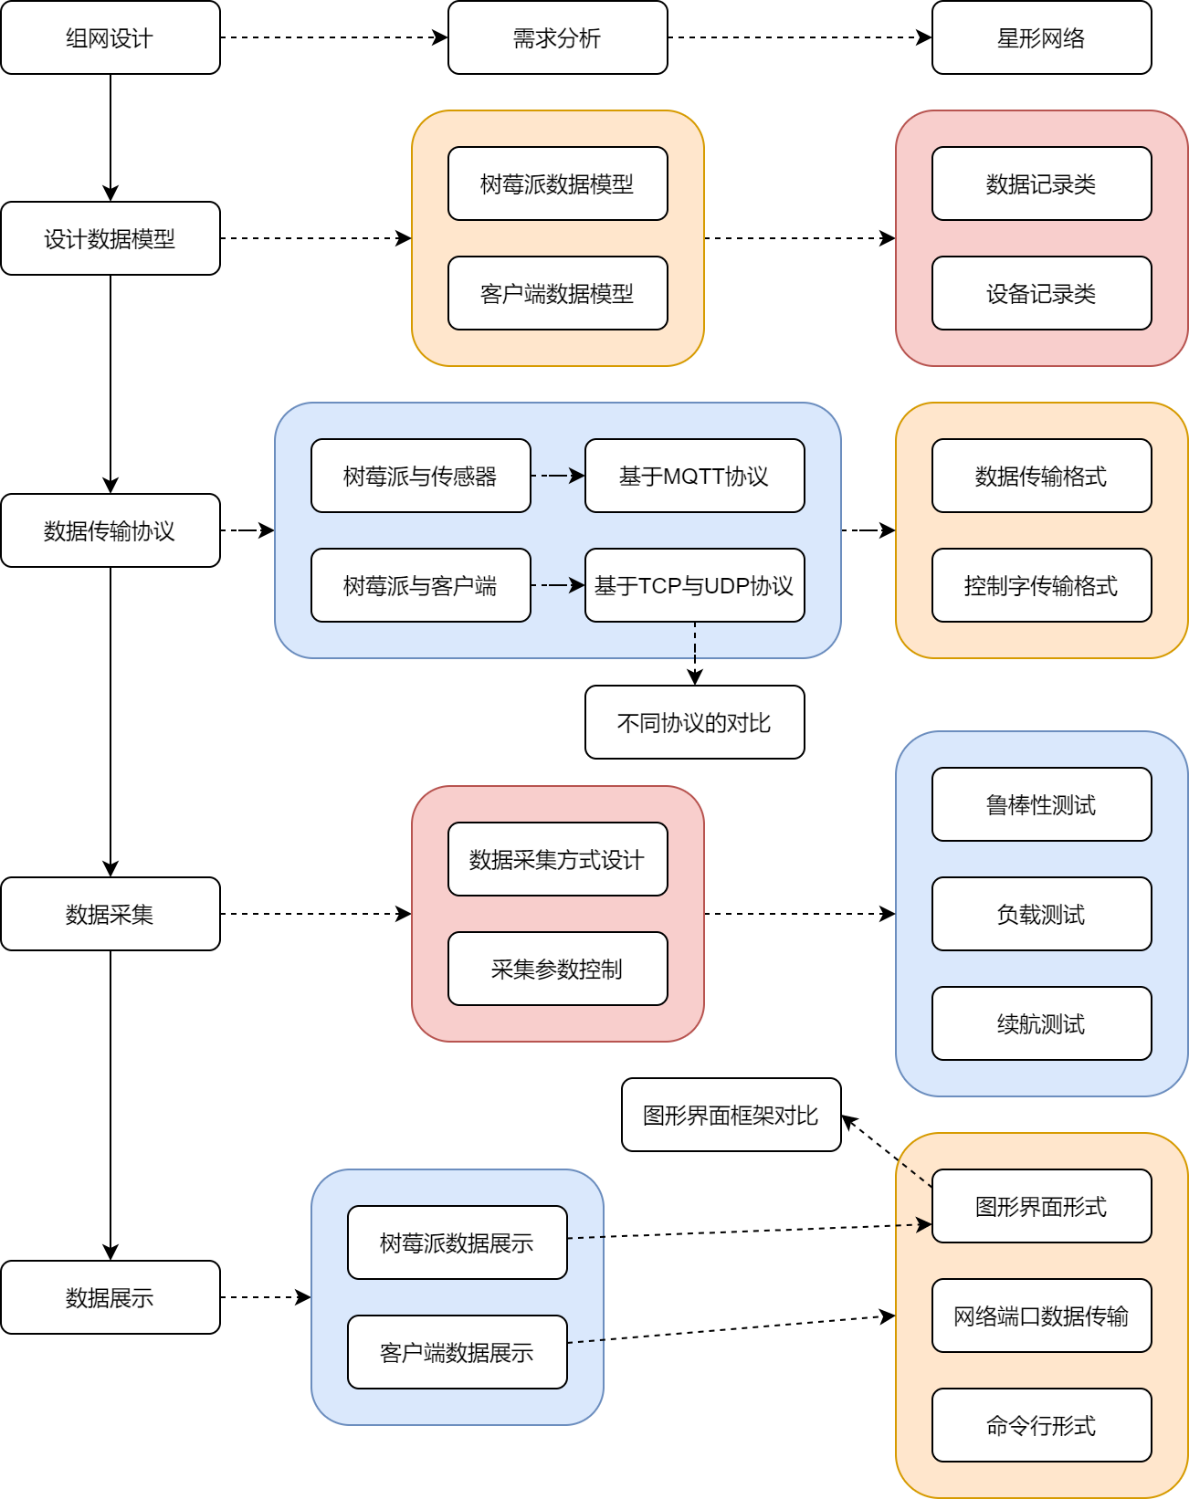 组网设计
需求分析
星形网络
设计数据模型
树莓派数据模型
客户端数据模型
数据记录类
设备记录类
数据传输协议
树莓派与传感器
基于MQTT协议
树莓派与客户端
基于TCP与UDP协议
不同协议的对比
数据传输格式
控制字传输格式
数据采集
数据采集方式设计
采集参数控制
鲁棒性测试
负载测试
续航测试
数据展示
树莓派数据展示
客户端数据展示
图形界面框架对比
图形界面形式
网络端口数据传输
命令行形式